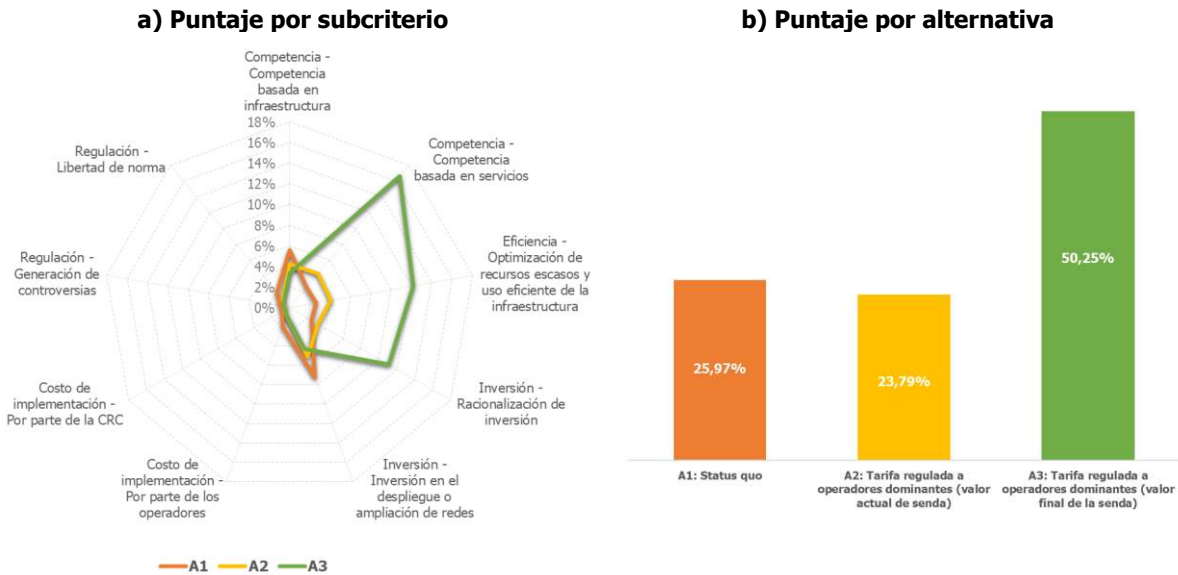 a) Puntaje por subcriterio
Competencia -
Competencia
basada en
infraestructura
18%
16%
14%
12%
10%
8%
6%
4%
2%
0%
Competencia -
Competencia
basada en servicios
Eficiencia -
Optimización de
recursos escasos y
uso eficiente de la
infraestructura
Inversión -
Racionalización de
inversión
Inversión -
Inversión en el
despliegue o
ampliación de redes
Costo de
implementación -
Por parte de los
operadores
Costo de
implementación -
Por parte de la CRC
Regulación -
Generación de
controversias
Regulación -
Libertad de norma
A1 A2 A3
b) Puntaje por alternativa
25,97%
23,79%
50,25%
A1: Status quo
A2: Tarifa regulada a
operadores dominantes (valor
actual de senda)
A3: Tarifa regulada a
operadores dominantes (valor
final de la senda)